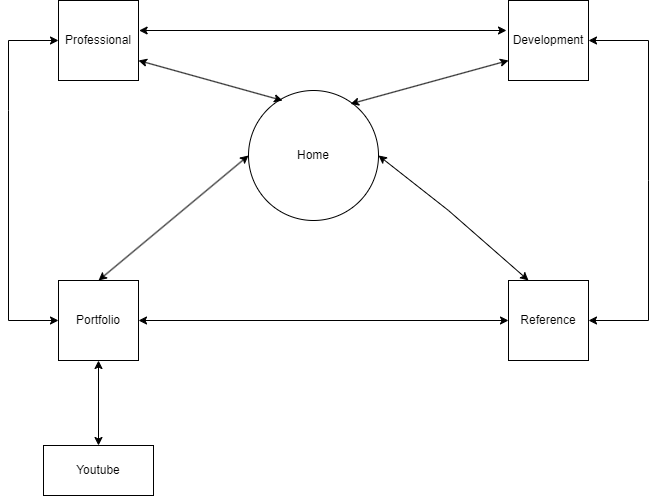 Professional
Development
Home
Portfolio
Reference
Youtube